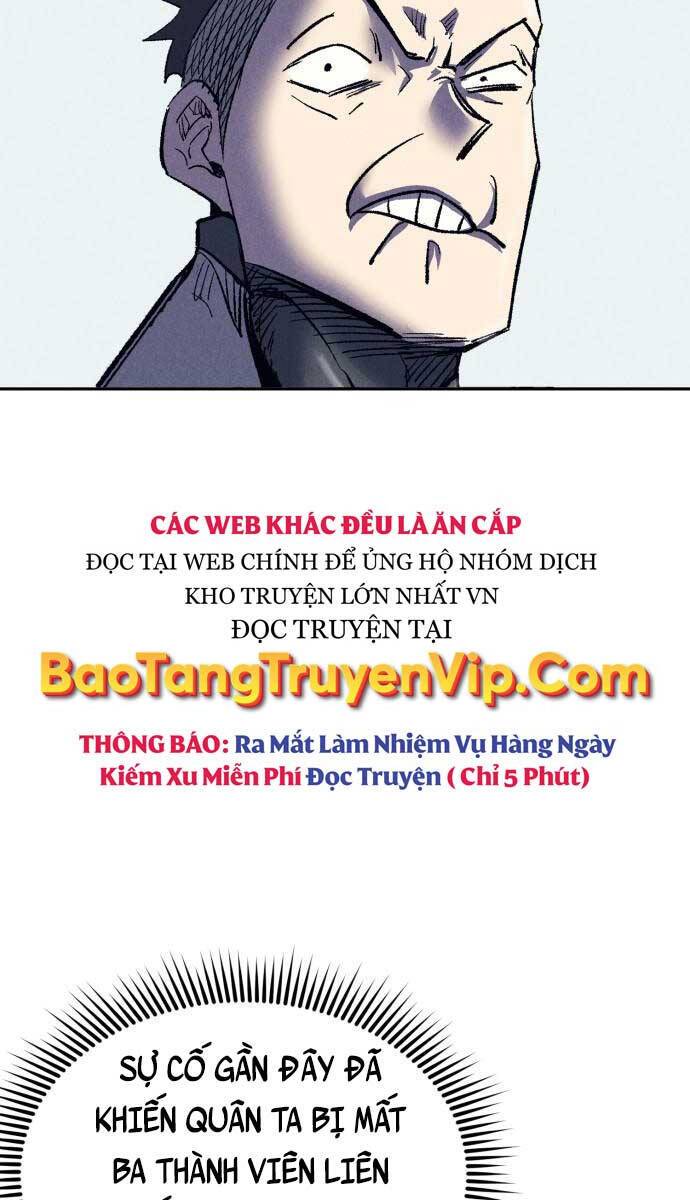 CÁC WEB KHÁC ĐỀU LÀ ĂN CẮP
ĐỌC TẠI WEB CHÍNH ĐỂ ỦNG HỘ NHÓM DỊCH
KHO TRUYỆN LỚN NHẤT VN
ĐỌC TRUYỆN TẠI
BaoTangTruyenVip.Com
THÔNG BÁO: Ra Mắt Làm Nhiệm Vụ Hàng Ngày
Kiếm Xu Miễn Phí Đọc Truyện ( Chỉ 5 Phút)
SỰ CỐ GẦN ĐÂY ĐÃ
KHIẾN QUÂN TA BỊ MẤT
BA THÀNH VIÊN LIÊN